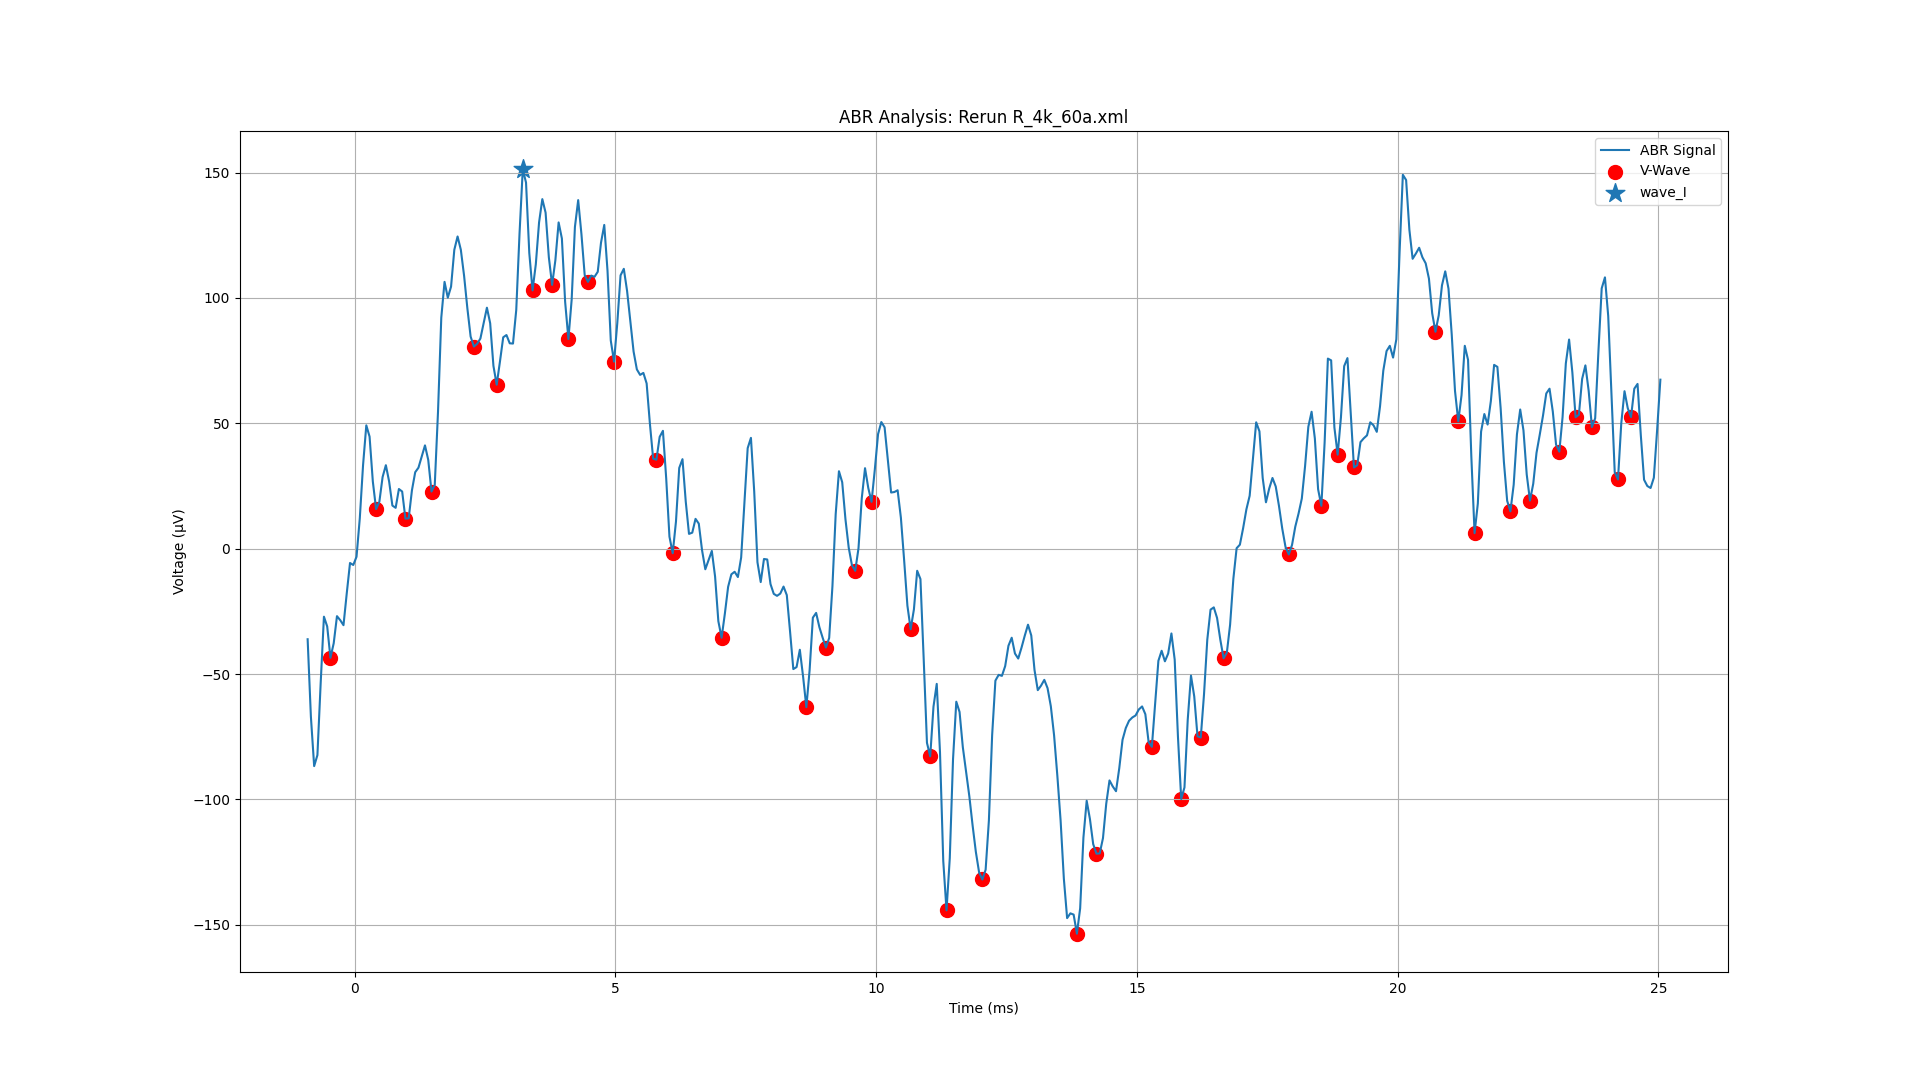 ABR Analysis: Rerun R_4k_60a.xml
ABR Signal
V-Wave
wave_I
150
100
50
0
−50
−100
−150
Voltage (μV)
0 5 10 15 20 25
Time (ms)